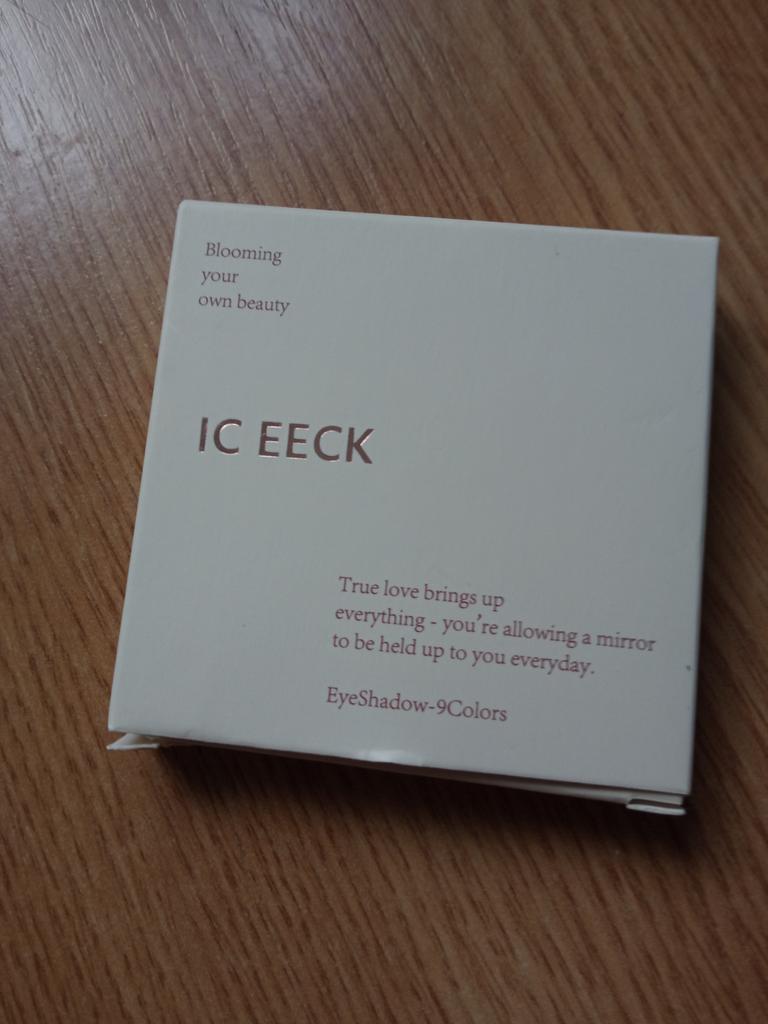 Blooming
your
own beauty
IC EECK
True love brings up
everything - you're allowing a mirror
to be held up to you everyday.
EyeShadow-9Colors